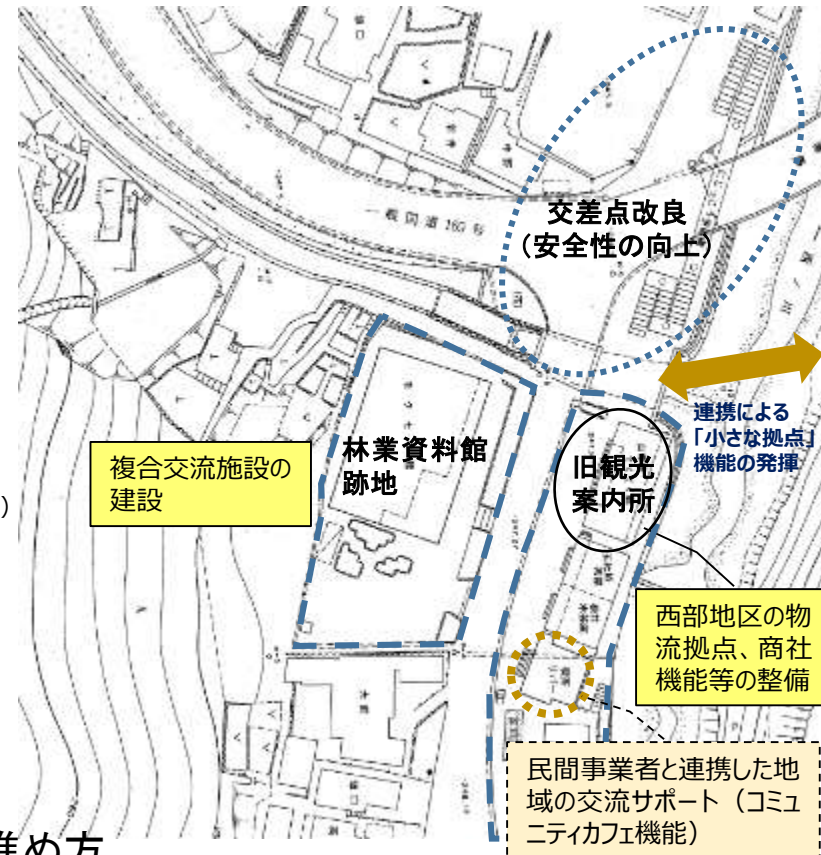 交差点改良
（安全性の向上）
一般国道165号
連携による
「小さな拠点」
機能の発揮
林業資料館
跡地
複合交流施設の
建設
）
旧観光
案内所
西部地区の物
流拠点、商社
機能等の整備
民間事業者と連携した地
域の交流サポート（コミュ
ニティカフェ機能）
進め方